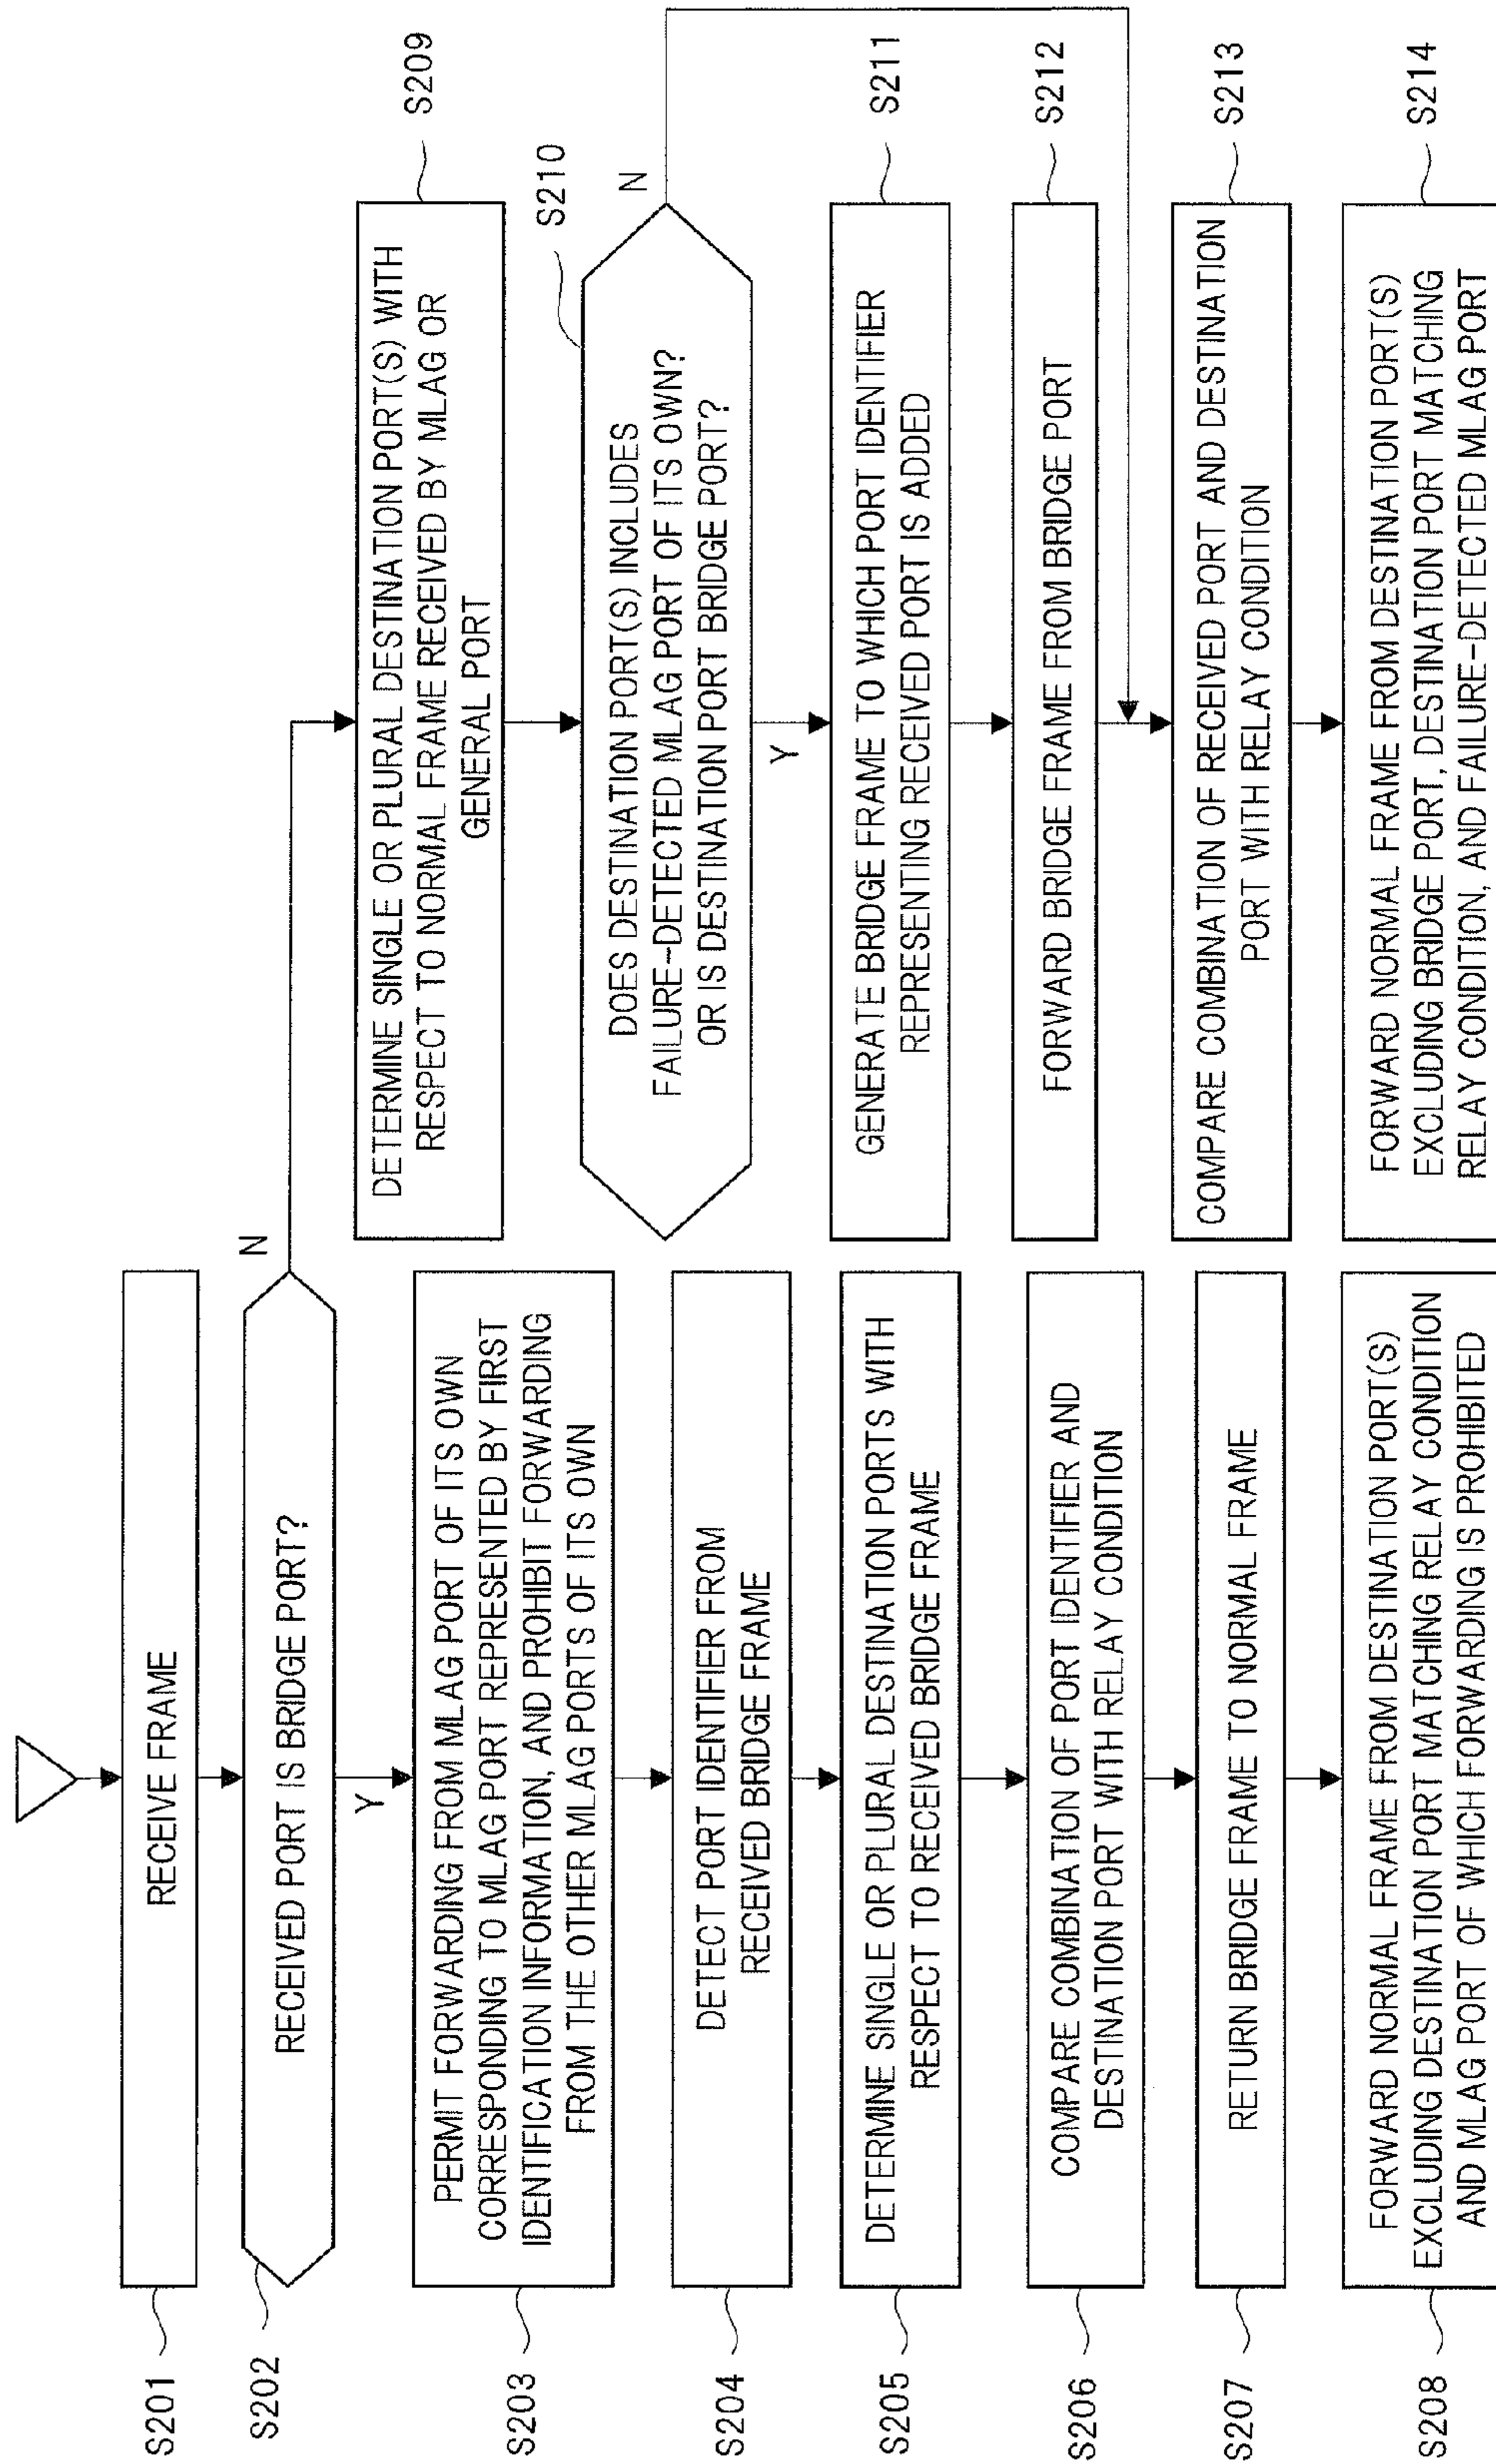 S201
RECEIVE FRAME
S202
RECEIVED PORT IS BRIDGE PORT?
N
Y
S203
PERMIT FORWARDING FROM MLAG PORT OF ITS OWN
CORRESPONDING TO MLAG PORT REPRESENTED BY FIRST
IDENTIFICATION INFORMATION, AND PROHIBIT FORWARDING
FROM THE OTHER MLAG PORTS OF ITS OWN
S204
DETECT PORT IDENTIFIER FROM
RECEIVED BRIDGE FRAME
S205
DETERMINE SINGLE OR PLURAL DESTINATION PORTS WITH
RESPECT TO RECEIVED BRIDGE FRAME
S206
COMPARE COMBINATION OF PORT IDENTIFIER AND
DESTINATION PORT WITH RELAY CONDITION
S207
RETURN BRIDGE FRAME TO NORMAL FRAME
S208
FORWARD NORMAL FRAME FROM DESTINATION PORT(S)
EXCLUDING DESTINATION PORT MATCHING RELAY CONDITION
AND MLAG PORT OF WHICH FORWARDING IS PROHIBITED
S209
DETERMINE SINGLE OR PLURAL DESTINATION PORT(S) WITH
RESPECT TO NORMAL FRAME RECEIVED BY MLAG OR
GENERAL PORT
S210
DOES DESTINATION PORT(S) INCLUDES
FAILURE-DETECTED MLAG PORT OF ITS OWN?
OR IS DESTINATION PORT BRIDGE PORT?
N
Y
S211
GENERATE BRIDGE FRAME TO WHICH PORT IDENTIFIER
REPRESENTING RECEIVED PORT IS ADDED
S212
FORWARD BRIDGE FRAME FROM BRIDGE PORT
S213
COMPARE COMBINATION OF RECEIVED PORT AND DESTINATION
PORT WITH RELAY CONDITION
S214
FORWARD NORMAL FRAME FROM DESTINATION PORT(S)
EXCLUDING BRIDGE PORT, DESTINATION PORT MATCHING
RELAY CONDITION, AND FAILURE-DETECTED MLAG PORT